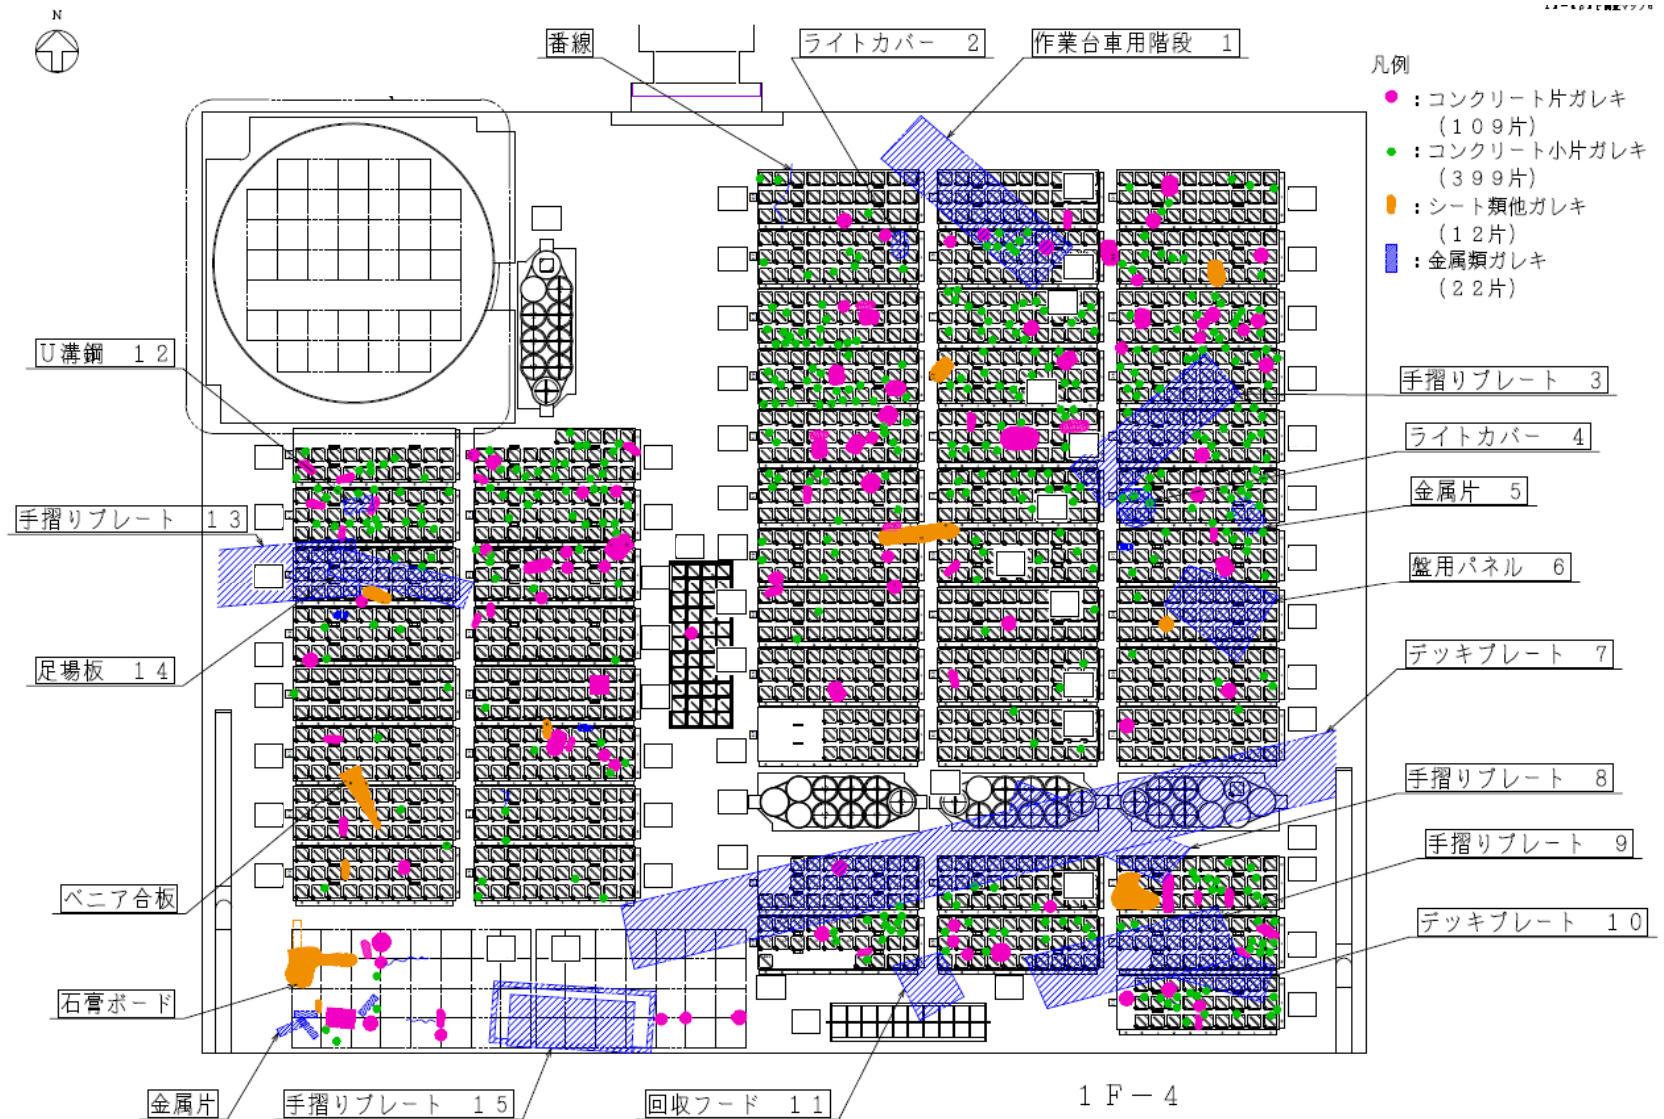 N
番線
ライトカバー 2
作業台車用階段 1
凡例
：コンクリート片ガレキ
(109片)
：コンクリート小片ガレキ
(399片)
：シート類他ガレキ
(12片)
：金属類ガレキ
(22片)
U溝鋼 12
手摺りプレート 3
ライトカバー 4
金属片 5
手摺りプレート 13
盤用パネル 6
足場板 14
デッキプレート 7
手摺りプレート 8
手摺りプレート 9
ベニア合板
デッキプレート 10
石膏ボード
金属片
手摺りプレート 15
回収フード 11
1F－4